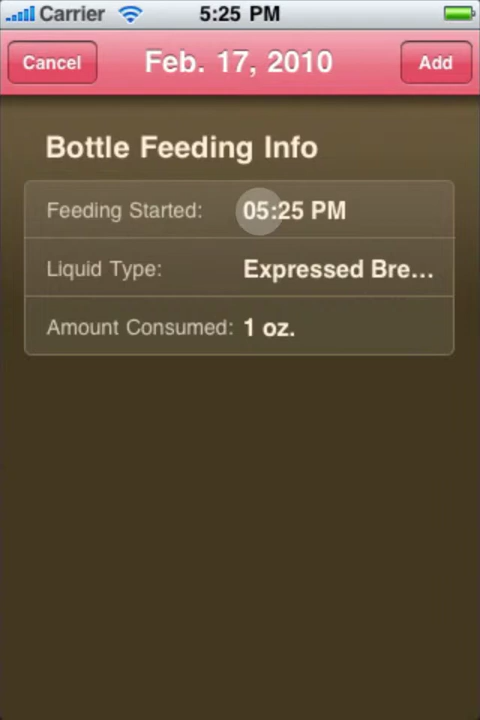 Carrier 5:25 PM
Cancel Feb. 17, 2010 Add
Bottle Feeding Info
Feeding Started: 05:25 PM
Liquid Type: Expressed Bre...
Amount Consumed: 1 oz.